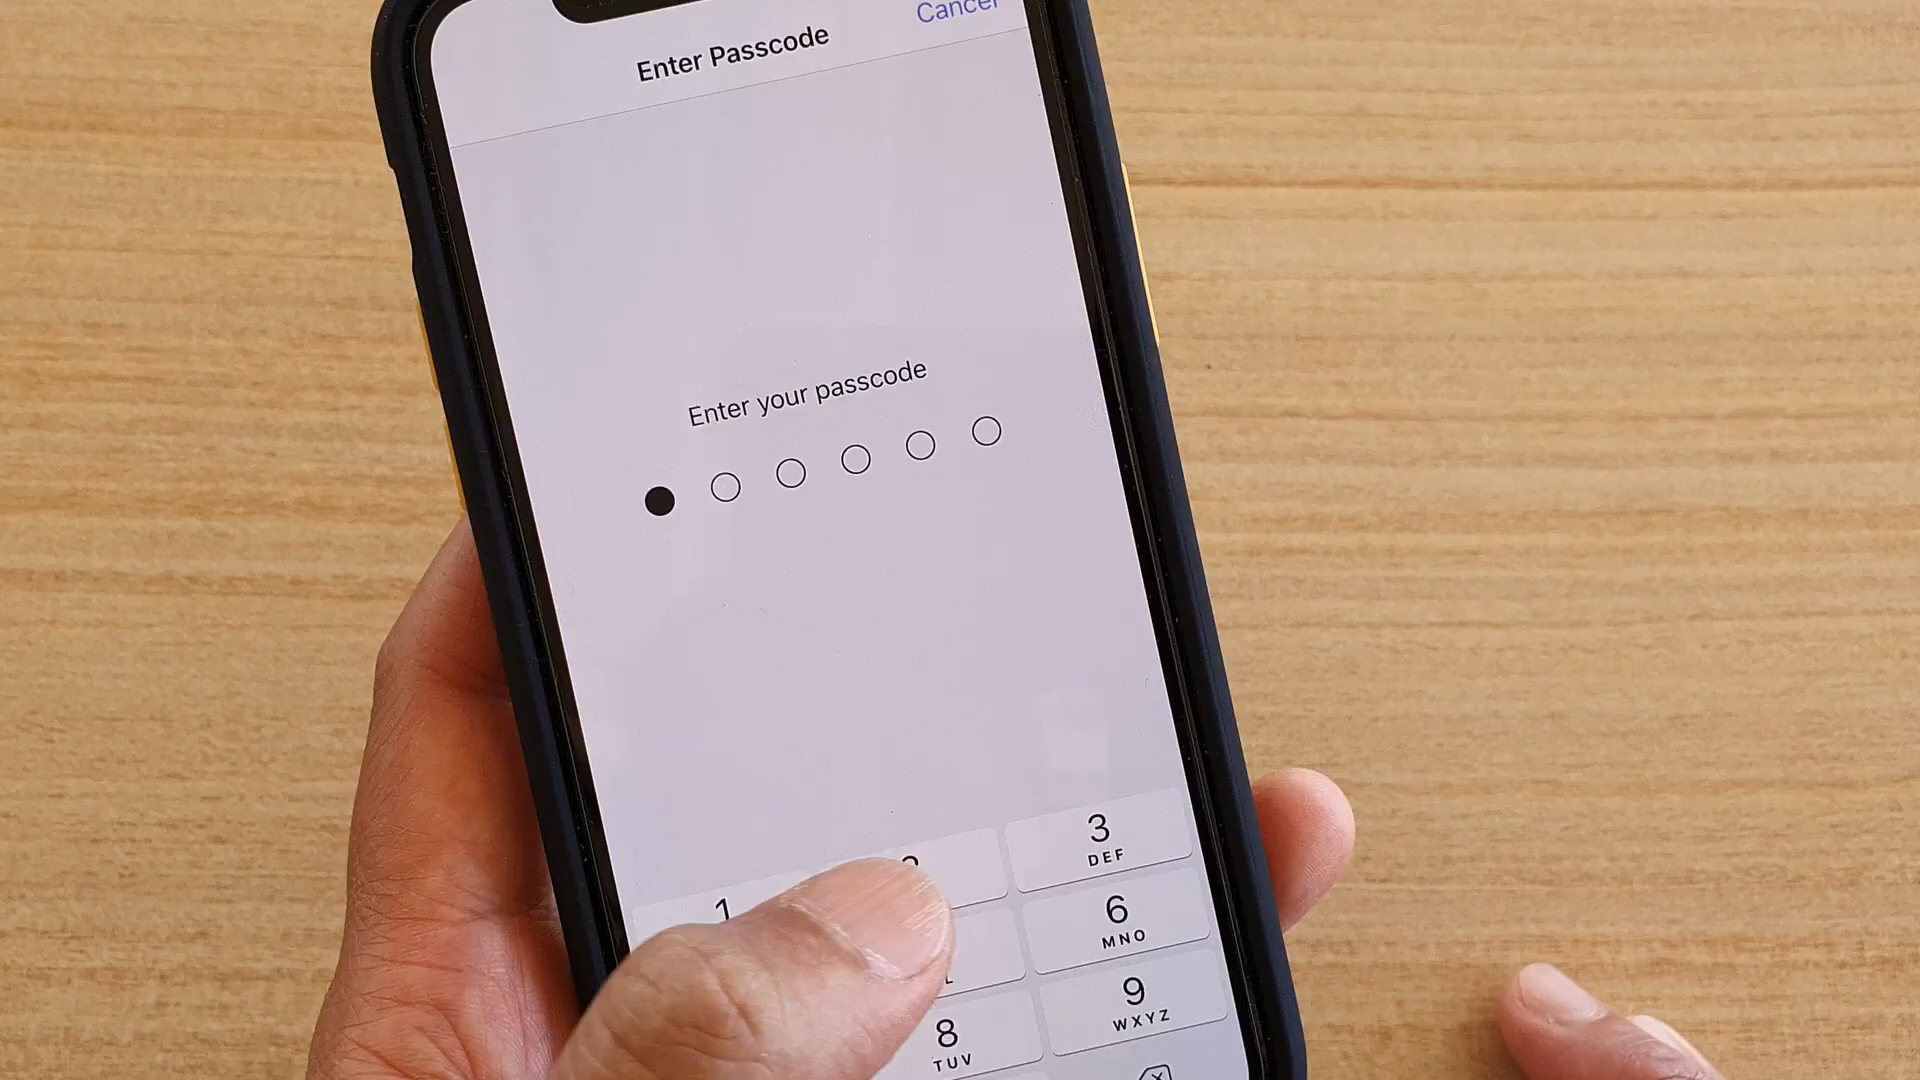 Cancel
Enter Passcode
Enter your passcode
1
3
DEF
6
MNO
9
WXYZ
8
TUV